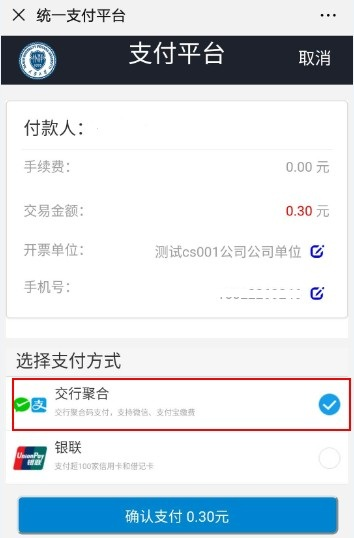 统一支付平台
支付平台
取消
付款人：
手续费：
0.00 元
交易金额：
0.30 元
开票单位：
测试cs001公司公司单位
手机号：
选择支付方式
交行聚合
交行聚合码支付，支持微信、支付宝缴费
UnionPay
银联
银联
支付超100家信用卡和借记卡
确认支付 0.30元